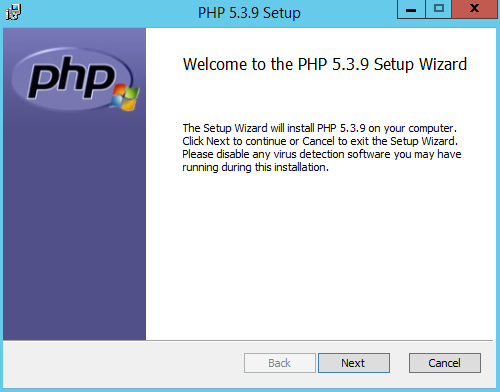 PHP 5.3.9 Setup
php
Welcome to the PHP 5.3.9 Setup Wizard
The Setup Wizard will install PHP 5.3.9 on your computer.
Click Next to continue or Cancel to exit the Setup Wizard.
Please disable any virus detection software you may have
running during this installation.
Back
Next
Cancel